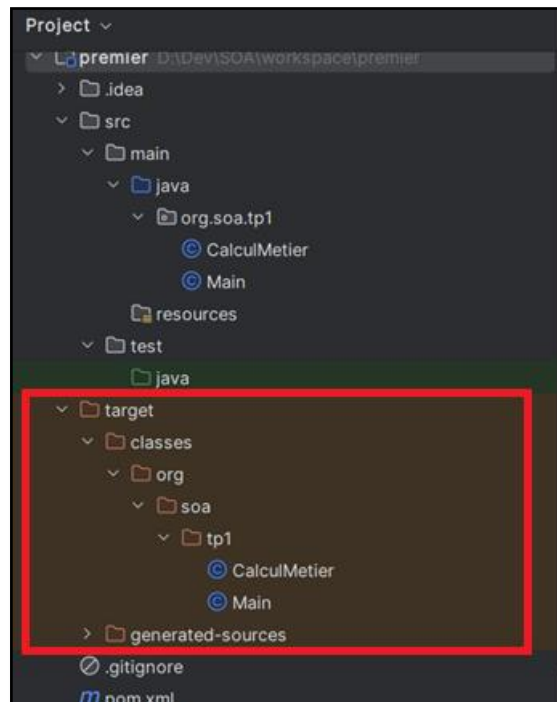 Project
premier D:\Dev\SOA\workspace\premier
.idea
src
main
java
org.soa.tp1
CalculMetier
Main
resources
test
java
target
classes
org
soa
tp1
CalculMetier
Main
generated-sources
.gitignore
pom.xml